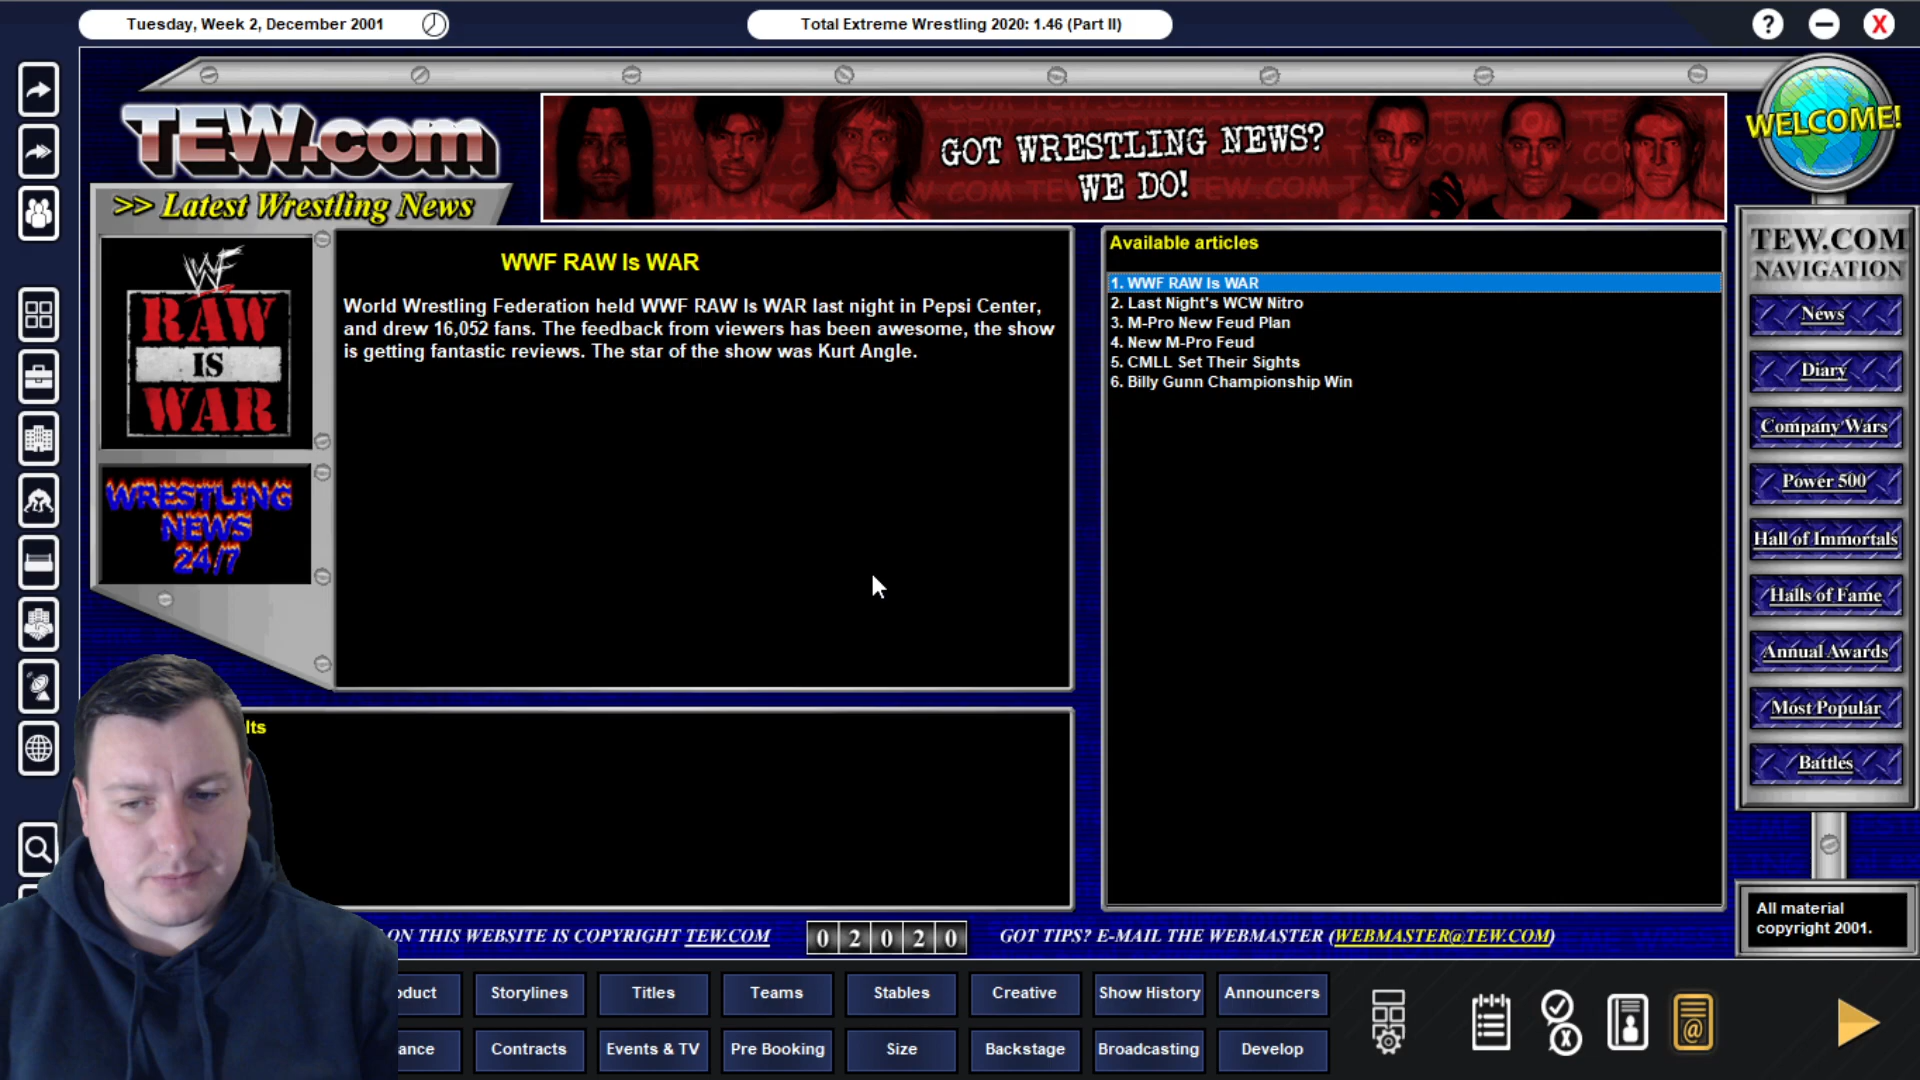 Tuesday, Week 2, December 2001
Total Extreme Wrestling 2020: 1.46 (Part II)
?
X
TEW.com
>> Latest Wrestling News
GOT WRESTLING NEWS?
WE DO!
WELCOME!
WF
RAW
IS
WAR
WRESTLING
NEWS
24/7
WWF RAW Is WAR
World Wrestling Federation held WWF RAW Is WAR last night in Pepsi Center,
and drew 16,052 fans. The feedback from viewers has been awesome, the show
is getting fantastic reviews. The star of the show was Kurt Angle.
Available articles
1. WWF RAW Is WAR
2. Last Night's WCW Nitro
3. M-Pro New Feud Plan
4. New M-Pro Feud
5. CMLL Set Their Sights
6. Billy Gunn Championship Win
TEW.COM
NAVIGATION
News
Diary
Company Wars
Power 500
Hall of Immortals
Halls of Fame
Annual Awards
Most Popular
Battles
lts
ON THIS WEBSITE IS COPYRIGHT TEW.COM
0 2 0 2 0
GOT TIPS? E-MAIL THE WEBMASTER (WEBMASTER@TEW.COM)
All material
copyright 2001.
oduct
Storylines
Titles
Teams
Stables
Creative
Show History
Announcers
ance
Contracts
Events & TV
Pre Booking
Size
Backstage
Broadcasting
Develop